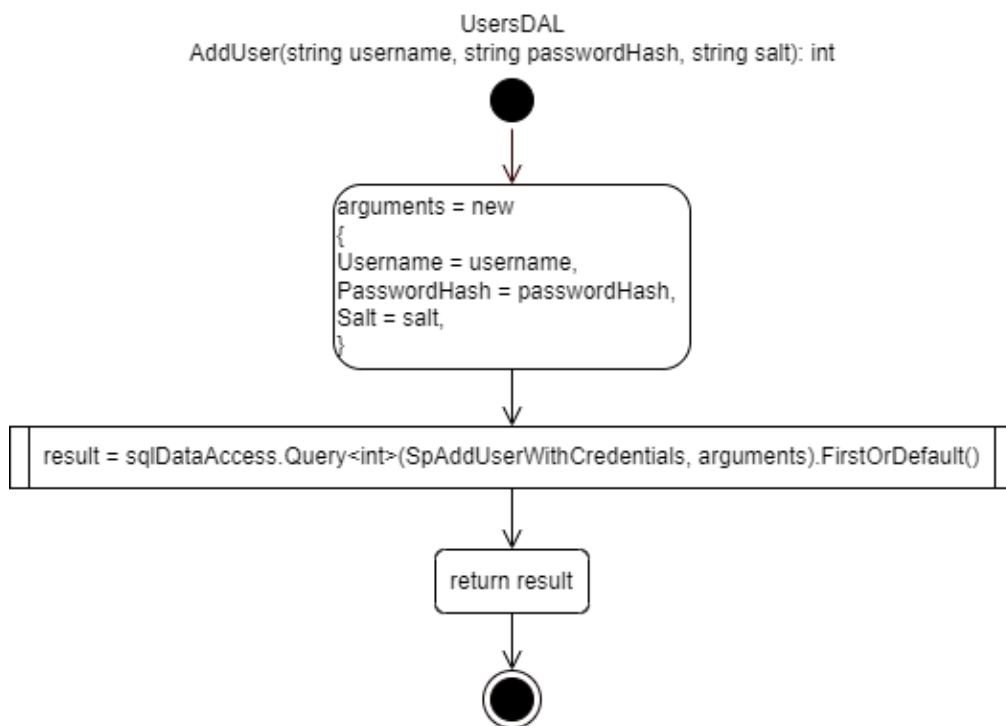 UsersDAL
AddUser(string username, string passwordHash, string salt): int
arguments = new
{
Username = username,
PasswordHash = passwordHash,
Salt = salt,
}
result = sqlDataAccess.Query<int>(SpAddUserWithCredentials, arguments).FirstOrDefault()
return result